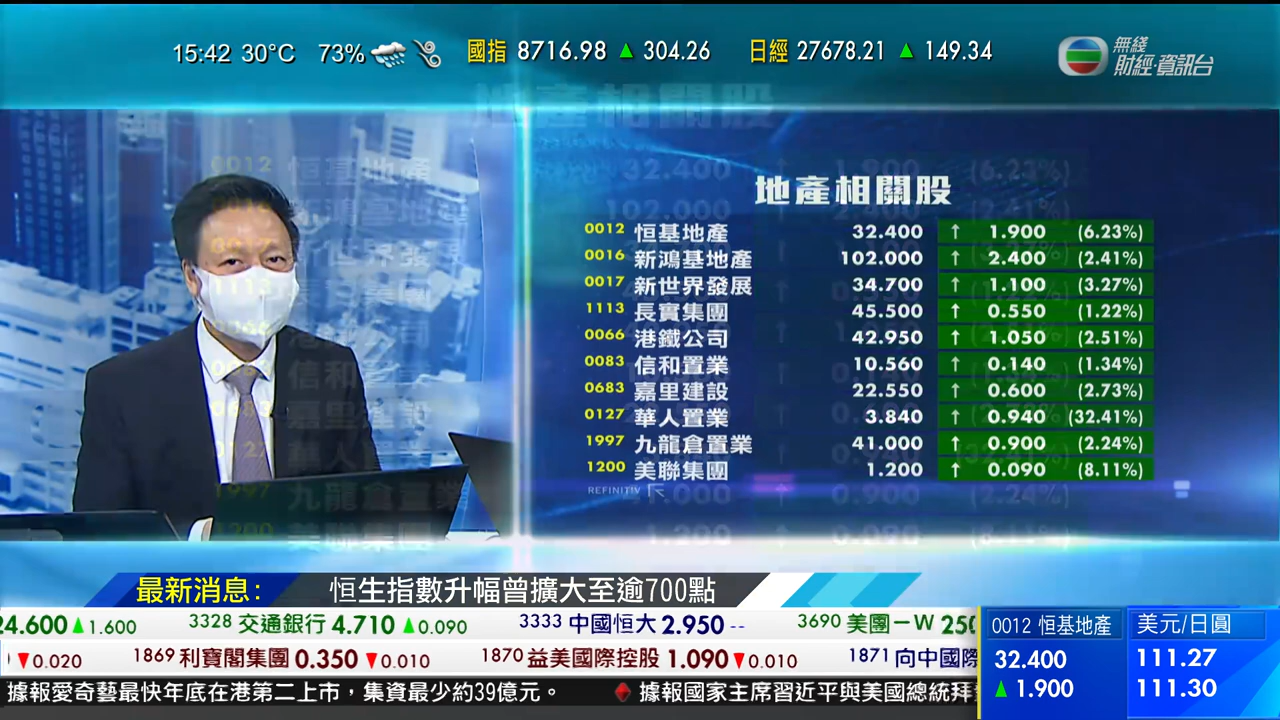 15:42 30°C 73% 國指 8716.98 ▲ 304.26 日經 27678.21 ▲ 149.34
無綫
財經·資訊台
地產相關股
0012 恒基地產 32.400 ↑ 1.900 (6.23%)
0016 新鴻基地產 102.000 ↑ 2.400 (2.41%)
0017 新世界發展 34.700 ↑ 1.100 (3.27%)
1113 長實集團 45.500 ↑ 0.550 (1.22%)
0066 港鐵公司 42.950 ↑ 1.050 (2.51%)
0083 信和置業 10.560 ↑ 0.140 (1.34%)
0683 嘉里建設 22.550 ↑ 0.600 (2.73%)
0127 華人置業 3.840 ↑ 0.940 (32.41%)
1997 九龍倉置業 41.000 ↑ 0.900 (2.24%)
1200 美聯集團 1.200 ↑ 0.090 (8.11%)
REFINITIV
最新消息: 恒生指數升幅曾擴大至逾700點
24.600 ▲1.600 3328 交通銀行 4.710 ▲0.090 3333 中國恒大 2.950 -- 3690 美團－W 250
) ▼0.020 1869 利寶閣集團 0.350 ▼0.010 1870 益美國際控股 1.090 ▼0.010 1871 向中國際
據報愛奇藝最快年底在港第二上市，集資最少約39億元。 ◆ 據報國家主席習近平與美國總統拜
0012 恒基地產
32.400
▲ 1.900
美元/日圓
111.27
111.30